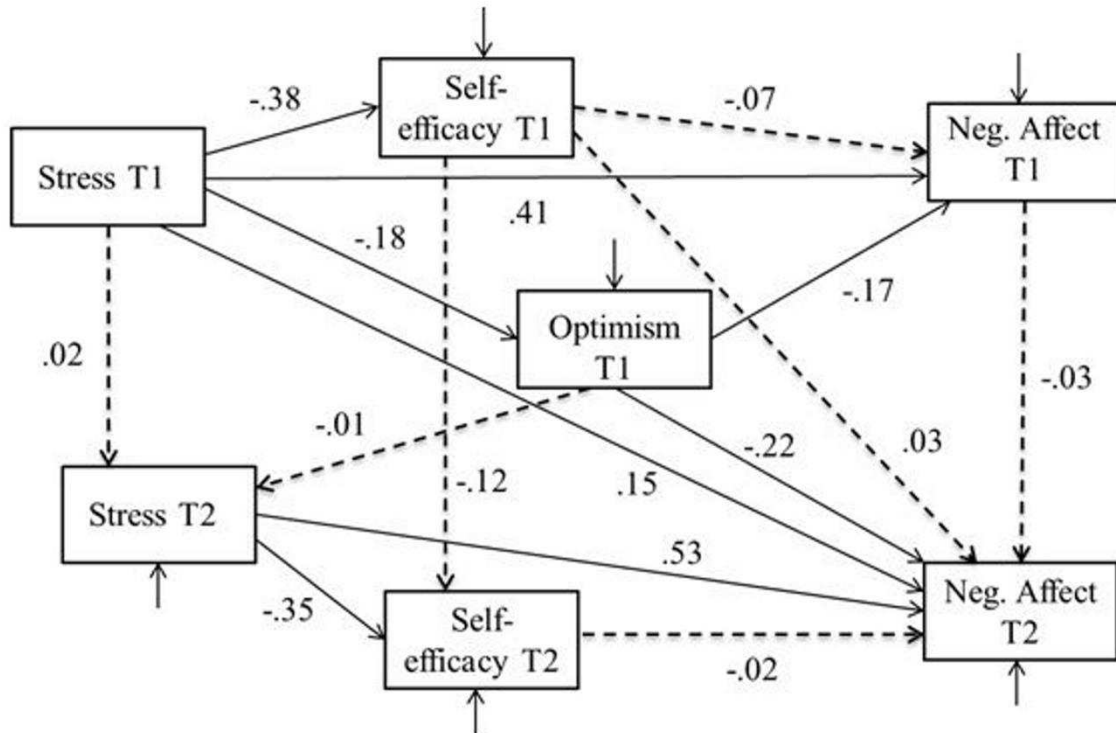 Self-
efficacy T1
-.38
-.07
Neg. Affect
T1
Stress T1
.41
-.18
-.17
Optimism
T1
.02
-.03
-.01
-.22
.03
-.12
.15
Stress T2
.53
-.35
Self-
efficacy T2
Neg. Affect
T2
-.02